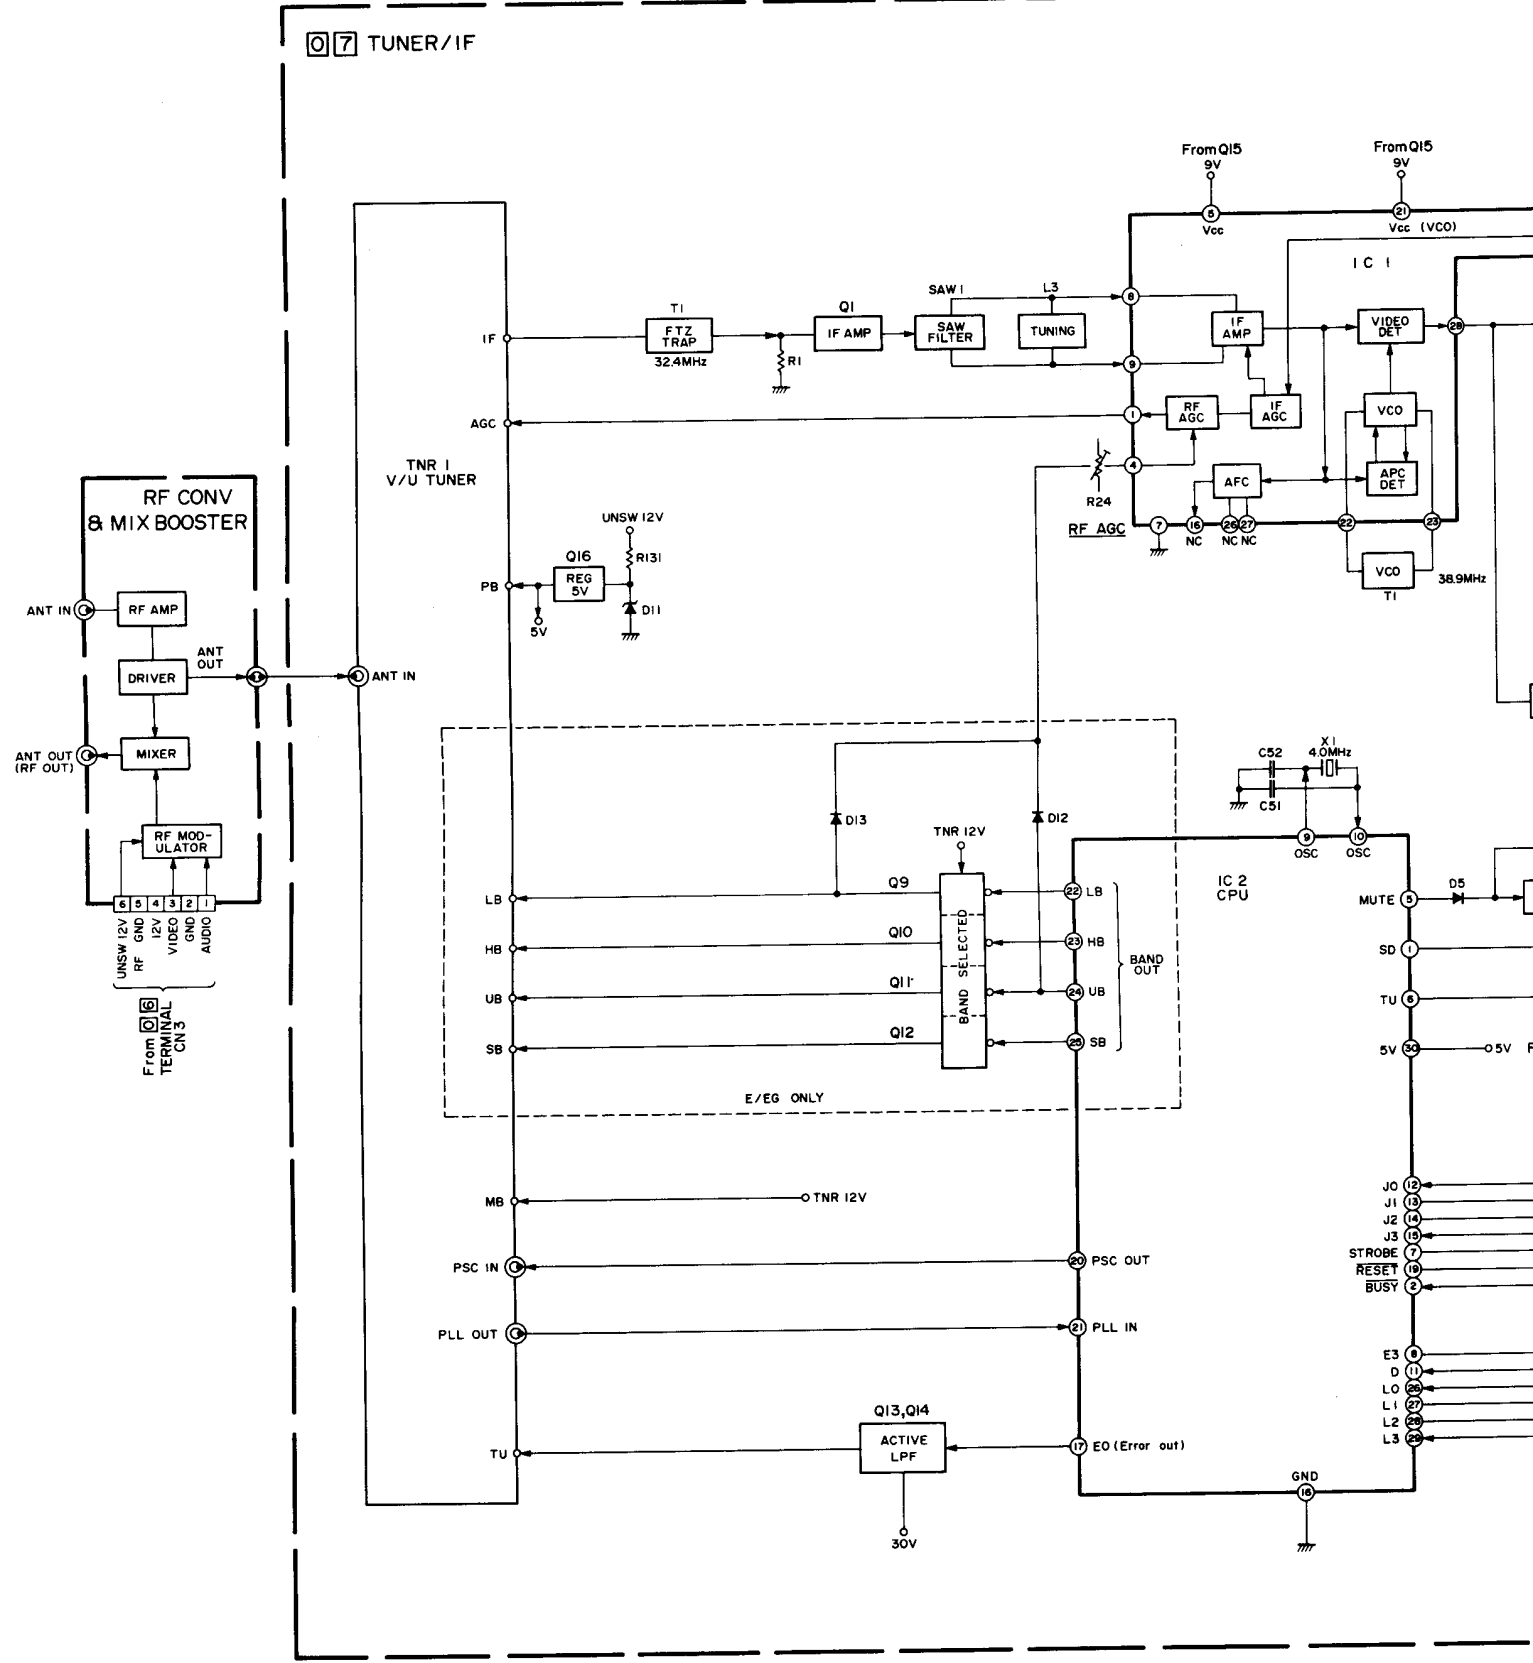 07 TUNER/IF
From Q15
9V
From Q15
9V
5
Vcc
21
Vcc (VCO)
IC 1
SAW 1
L3
8
T1
Q1
IF
FTZ
TRAP
32.4MHz
R1
IF AMP
SAW
FILTER
TUNING
9
IF
AMP
VIDEO
DET
28
AGC
1
RF
AGC
IF
AGC
VCO
TNR 1
V/U TUNER
4
R24
AFC
APC
DET
RF AGC
7
16
NC
26
NC
27
NC
22
23
VCO
T1
38.9MHz
UNSW 12V
R131
Q16
REG
5V
PB
5V
D11
RF CONV
& MIX BOOSTER
ANT IN
RF AMP
ANT
OUT
DRIVER
ANT IN
ANT OUT
(RF OUT)
MIXER
RF MOD-
ULATOR
6 5 4 3 2 1
UNSW 12V
RF GND
12V
VIDEO
GND
AUDIO
From 06
TERMINAL
CN3
C52
X1
4.0MHz
C51
9
OSC
10
OSC
D13
D12
TNR 12V
IC 2
CPU
LB
Q9
22 LB
HB
Q10
23 HB
UB
Q11
24 UB
SB
Q12
25 SB
BAND SELECTED
BAND
OUT
E/EG ONLY
MUTE 5
D5
SD 1
TU 6
5V 30
5V F
MB
TNR 12V
PSC IN
20 PSC OUT
PLL OUT
21 PLL IN
J0 12
J1 13
J2 14
J3 15
STROBE 7
RESET 19
BUSY 2
E3 8
D 11
L0 26
L1 27
L2 28
L3 29
Q13,Q14
TU
ACTIVE
LPF
17 EO (Error out)
30V
GND
16